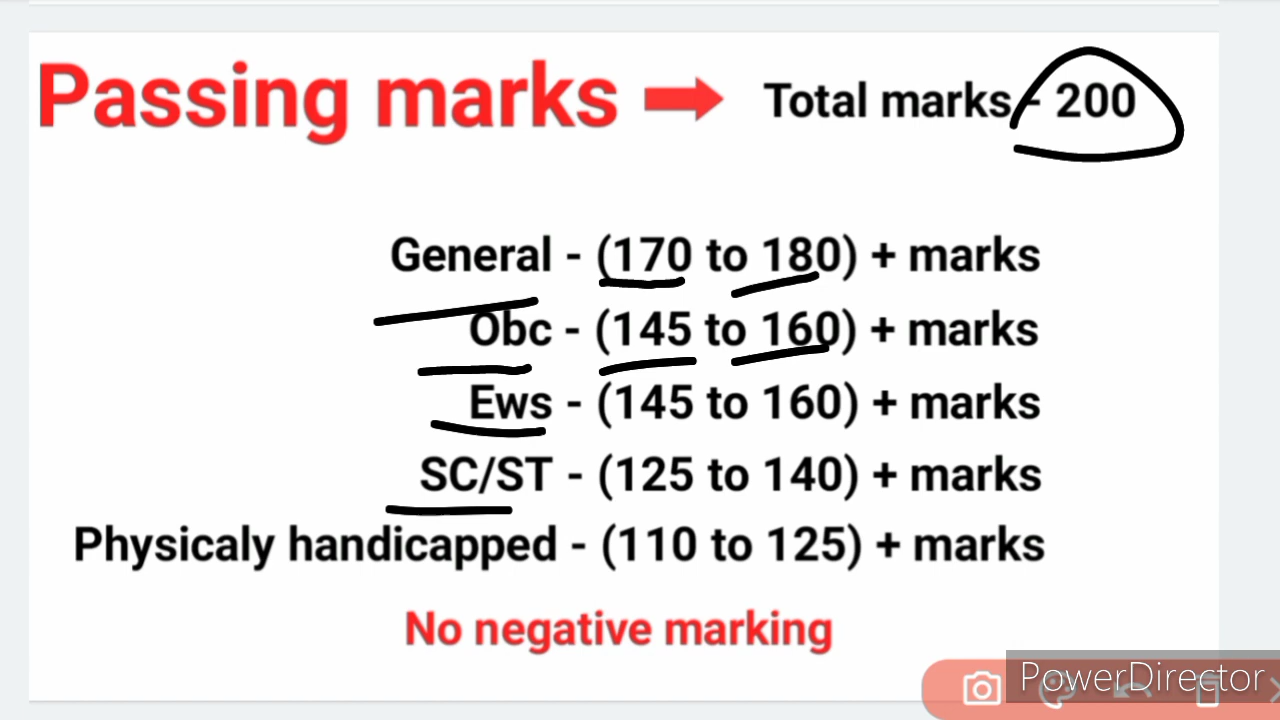 Passing marks ➡ Total marks - 200
General - (170 to 180) + marks
Obc - (145 to 160) + marks
Ews - (145 to 160) + marks
SC/ST - (125 to 140) + marks
Physicaly handicapped - (110 to 125) + marks
No negative marking
PowerDirector